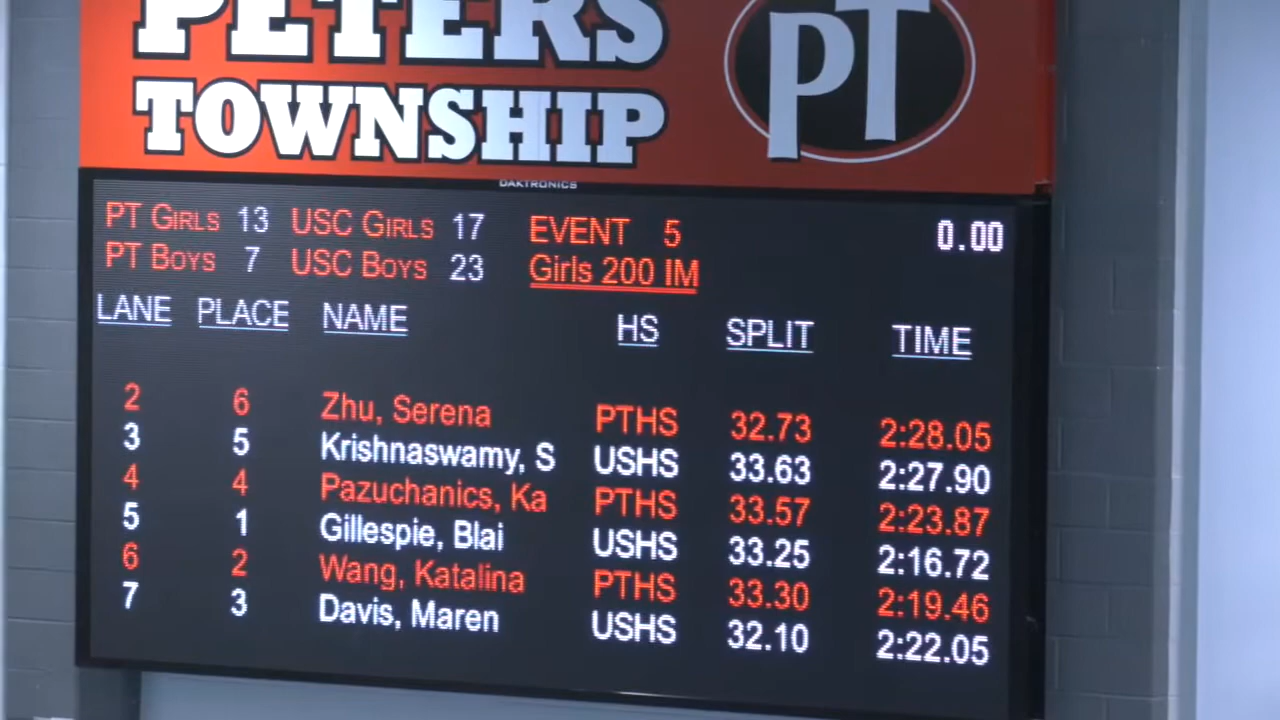 PETERS
TOWNSHIP
PT
DAKTRONICS
PT GIRLS 13 USC GIRLS 17 EVENT 5 0.00
PT BOYS 7 USC BOYS 23 Girls 200 IM
LANE PLACE NAME HS SPLIT TIME
2 6 Zhu, Serena PTHS 32.73 2:28.05
3 5 Krishnaswamy, S USHS 33.63 2:27.90
4 4 Pazuchanics, Ka PTHS 33.57 2:23.87
5 1 Gillespie, Blai USHS 33.25 2:16.72
6 2 Wang, Katalina PTHS 33.30 2:19.46
7 3 Davis, Maren USHS 32.10 2:22.05